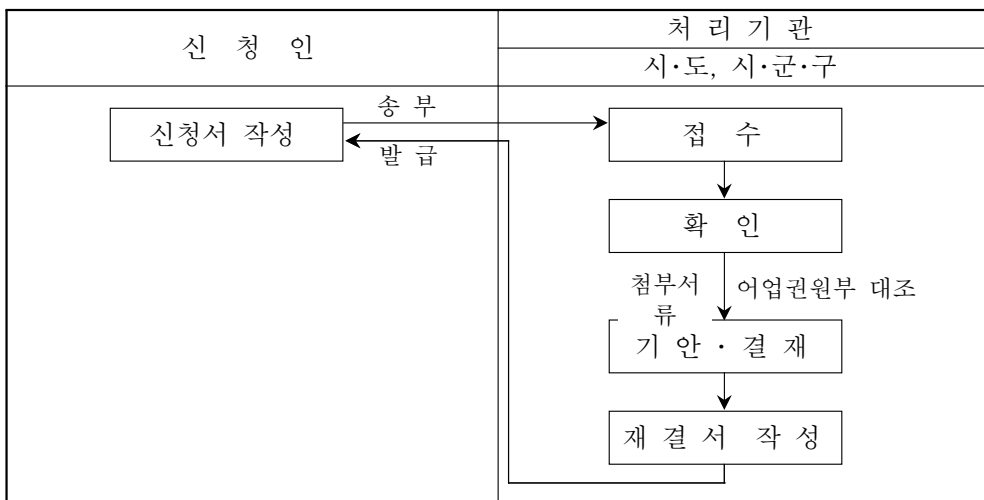 신 청 인
처 리 기 관
시·도, 시·군·구
송 부
신청서 작성
접 수
발 급
확 인
첨부서
류
어업권원부 대조
기 안 · 결 재
재 결 서 작 성